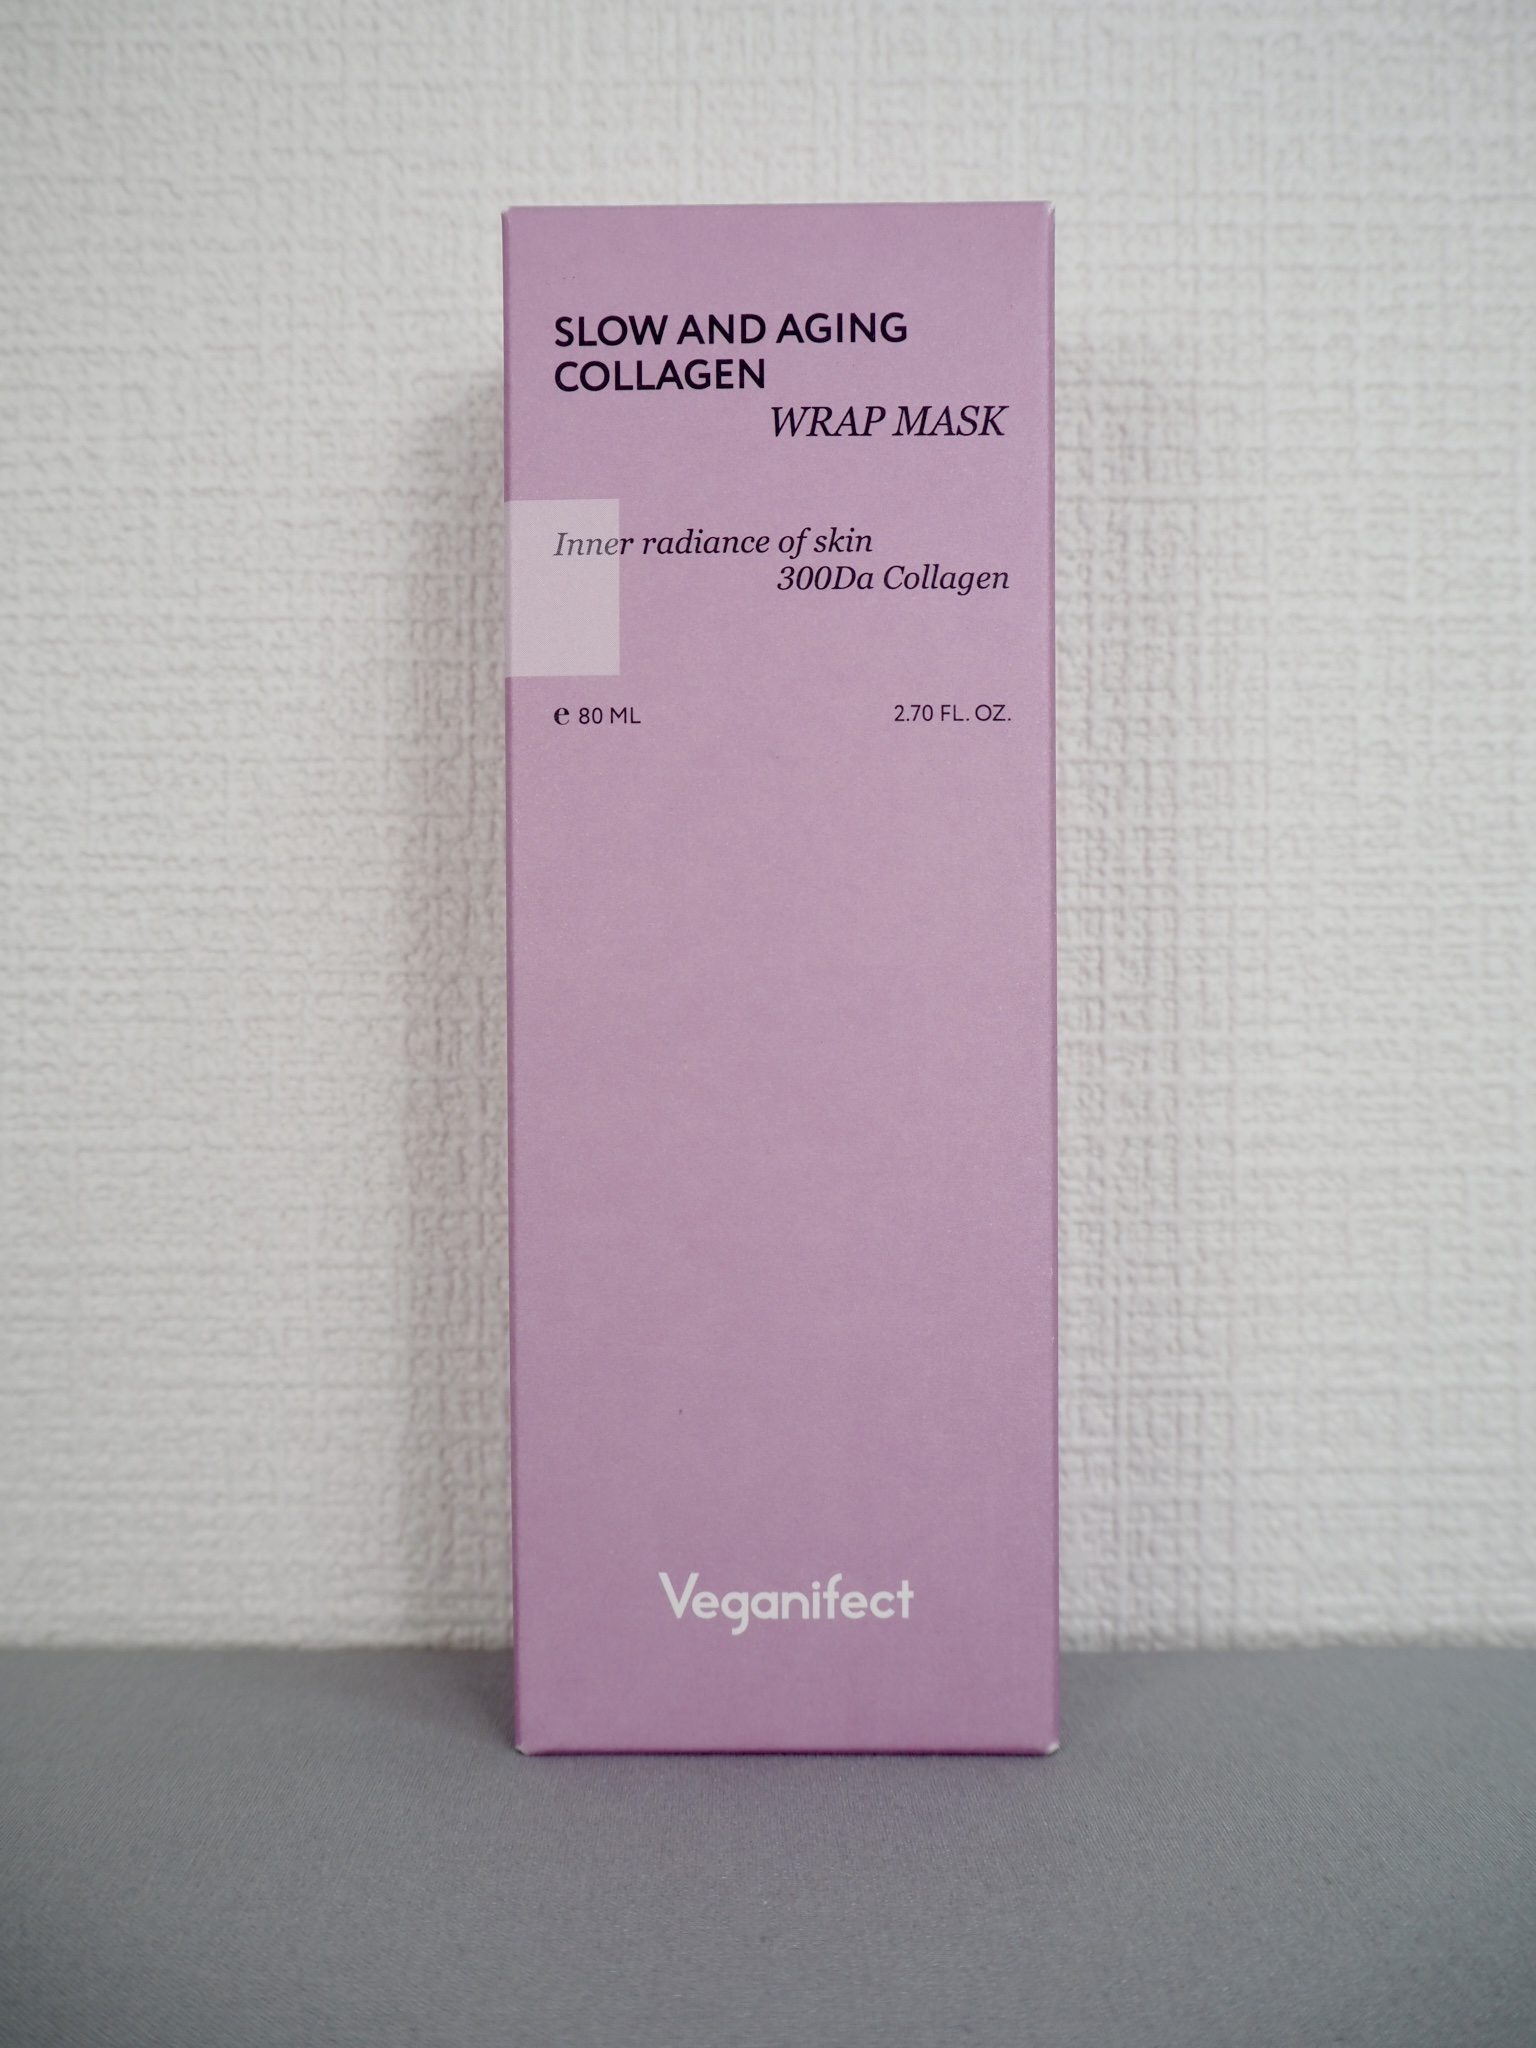 SLOW AND AGING
COLLAGEN
WRAP MASK
Inner radiance of skin
300Da Collagen
e 80 ML 2.70 FL. OZ.
Veganifect